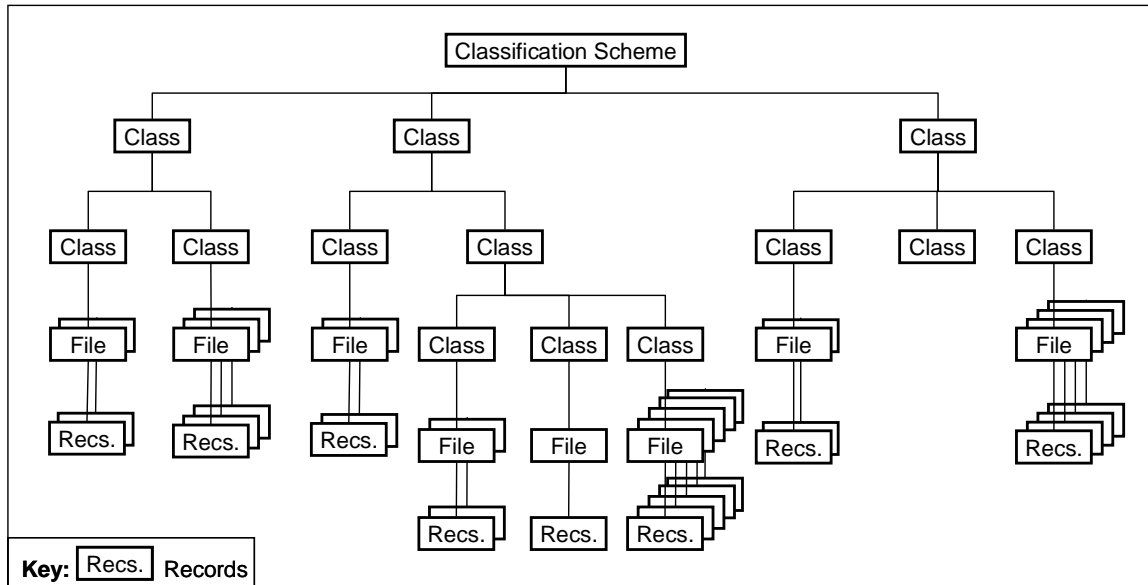 Classification Scheme
Class Class Class
Class Class Class Class Class Class Class
File File File Class Class Class File File
Recs. Recs. Recs. File File File Recs. Recs.
Recs. Recs. Recs.
Key: Recs. Records